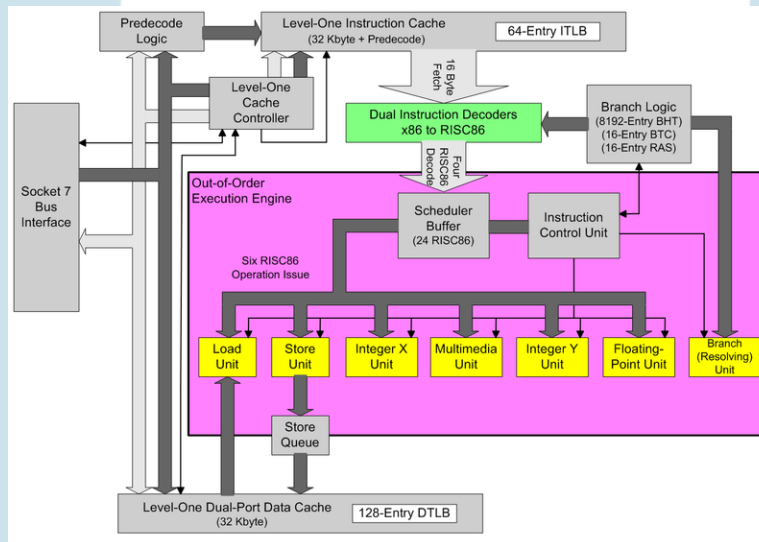 Predecode
Logic
Level-One Instruction Cache
(32 Kbyte + Predecode)
64-Entry ITLB
16 Byte
Fetch
Level-One
Cache
Controller
Dual Instruction Decoders
x86 to RISC86
Branch Logic
(8192-Entry BHT)
(16-Entry BTC)
(16-Entry RAS)
Socket 7
Bus
Interface
Four
RISC86
Decode
Out-of-Order
Execution Engine
Scheduler
Buffer
(24 RISC86)
Instruction
Control Unit
Six RISC86
Operation Issue
Load
Unit
Store
Unit
Integer X
Unit
Multimedia
Unit
Integer Y
Unit
Floating-
Point Unit
Branch
(Resolving)
Unit
Store
Queue
Level-One Dual-Port Data Cache
(32 Kbyte)
128-Entry DTLB